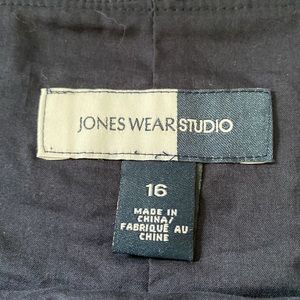 JONES WEAR STUDIO
16
MADE IN
CHINA/
FABRIQUÉ AU
CHINE